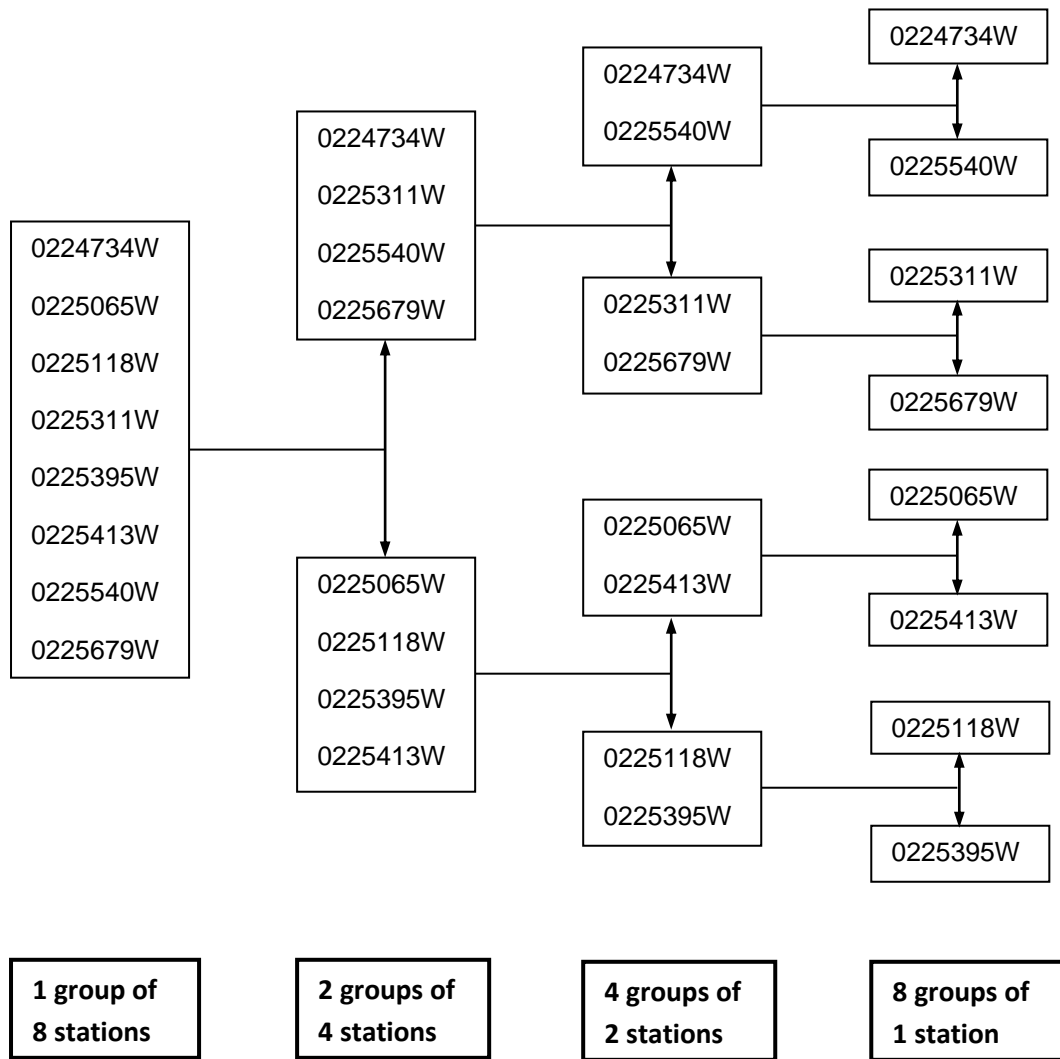 0224734W
0225065W
0225118W
0225311W
0225395W
0225413W
0225540W
0225679W
0224734W
0225311W
0225540W
0225679W
0225065W
0225118W
0225395W
0225413W
0224734W
0225540W
0225311W
0225679W
0225065W
0225413W
0225118W
0225395W
0224734W
0225540W
0225311W
0225679W
0225065W
0225413W
0225118W
0225395W
1 group of
8 stations
2 groups of
4 stations
4 groups of
2 stations
8 groups of
1 station